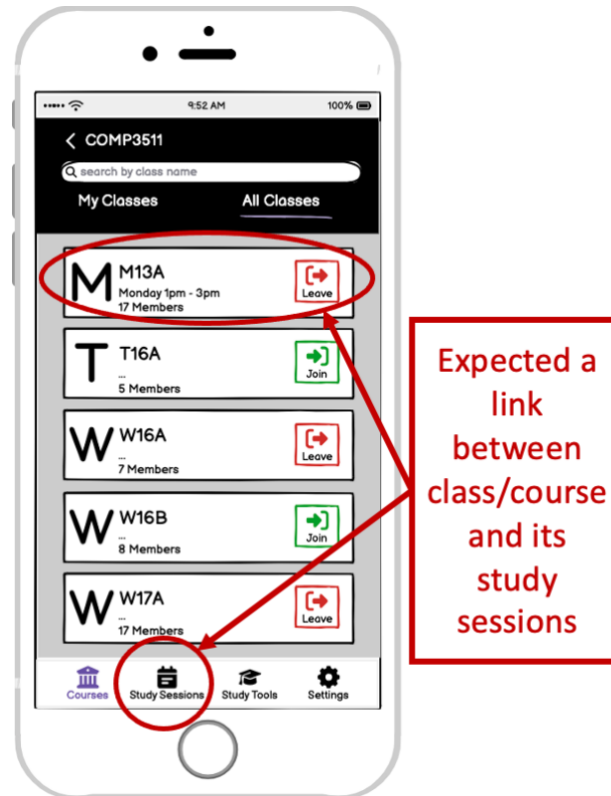 9:52 AM
100%
COMP3511
search by class name
My Classes
All Classes
M
M13A
Monday 1pm - 3pm
17 Members
Leave
T
T16A
...
5 Members
Join
W
W16A
...
7 Members
Leave
W
W16B
...
8 Members
Join
W
W17A
...
17 Members
Leave
Courses
Study Sessions
Study Tools
Settings
Expected a
link
between
class/course
and its
study
sessions